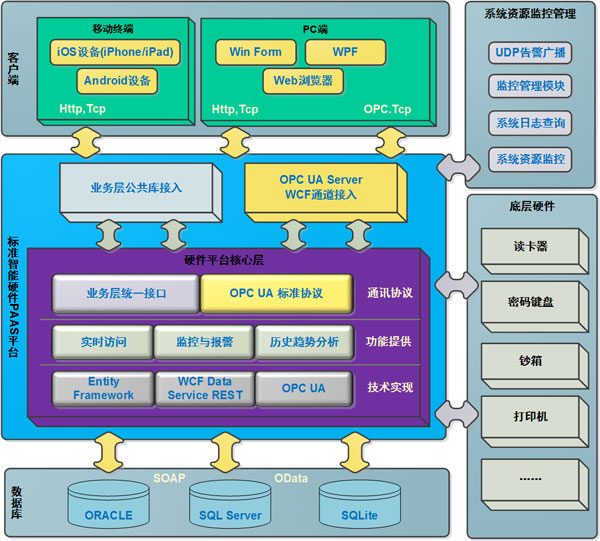 客户端
移动终端
iOS设备(iPhone/iPad)
Android设备
Http,Tcp
PC端
Win Form
WPF
Web浏览器
Http,Tcp
OPC.Tcp
系统资源监控管理
UDP告警广播
监控管理模块
系统日志查询
系统资源监控
标准智能硬件PAAS平台
业务层公共库接入
OPC UA Server
WCF通道接入
硬件平台核心层
业务层统一接口
OPC UA 标准协议
通讯协议
实时访问
监控与报警
历史趋势分析
功能提供
Entity
Framework
WCF Data
Service REST
OPC UA
技术实现
底层硬件
读卡器
密码键盘
钞箱
打印机
......
数据库
SOAP
OData
ORACLE
SQL Server
SQLite